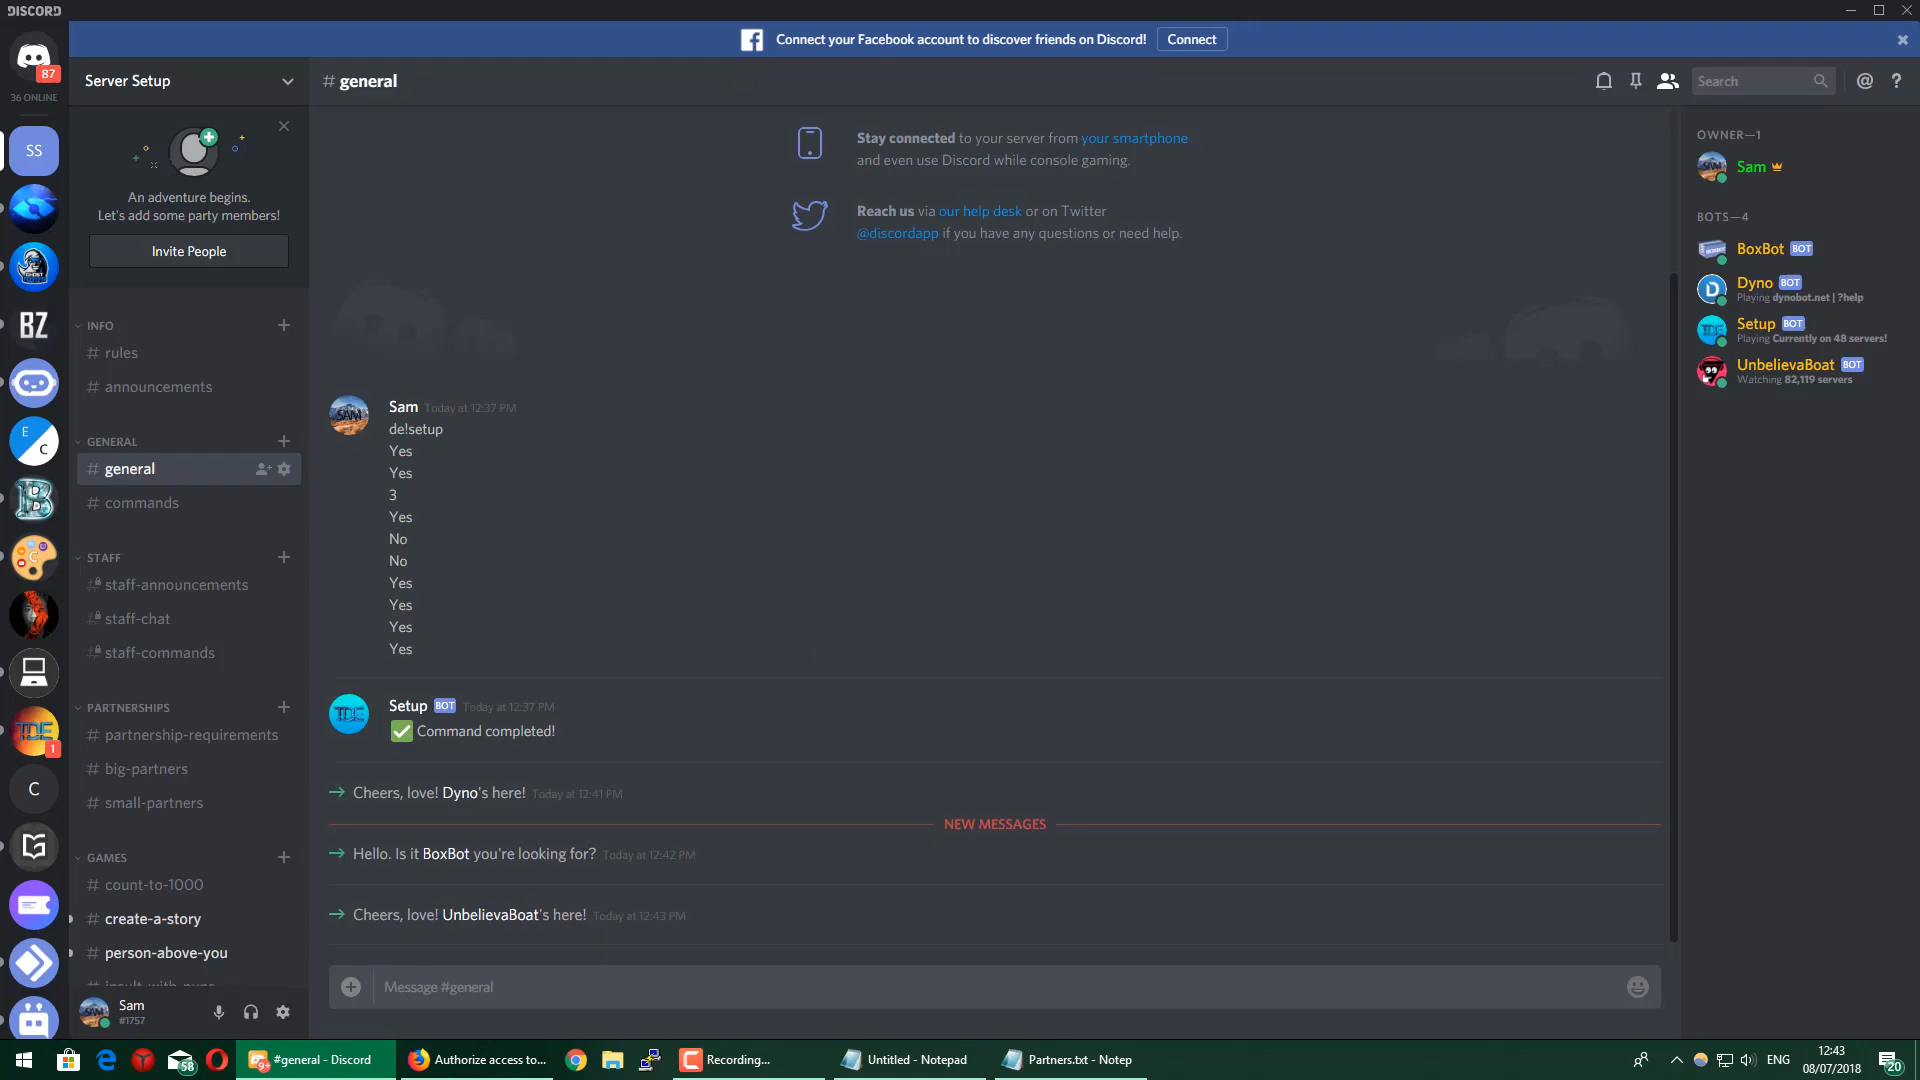 DISCORD
Connect your Facebook account to discover friends on Discord!
Connect
87
36 ONLINE
SS
BZ
E
C
1
C
Server Setup
An adventure begins.
Let's add some party members!
Invite People
INFO
# rules
# announcements
GENERAL
# general
# commands
STAFF
staff-announcements
staff-chat
staff-commands
PARTNERSHIPS
# partnership-requirements
# big-partners
# small-partners
GAMES
# count-to-1000
# create-a-story
# person-above-you
Sam
#1757
# general
Search
Stay connected to your server from your smartphone
and even use Discord while console gaming.
Reach us via our help desk or on Twitter
@discordapp if you have any questions or need help.
Sam Today at 12:37 PM
de!setup
Yes
Yes
3
Yes
No
No
Yes
Yes
Yes
Yes
Setup BOT Today at 12:37 PM
Command completed!
Cheers, love! Dyno's here! Today at 12:41 PM
NEW MESSAGES
Hello. Is it BoxBot you're looking for? Today at 12:42 PM
Cheers, love! UnbelievaBoat's here! Today at 12:43 PM
Message #general
OWNER—1
Sam
BOTS—4
BoxBot BOT
Dyno BOT
Playing dynobot.net | ?help
Setup BOT
Playing Currently on 48 servers!
UnbelievaBoat BOT
Watching 82,119 servers
58
9+
#general - Discord
Authorize access to...
Recording...
Untitled - Notepad
Partners.txt - Notep
ENG
12:43
08/07/2018
20